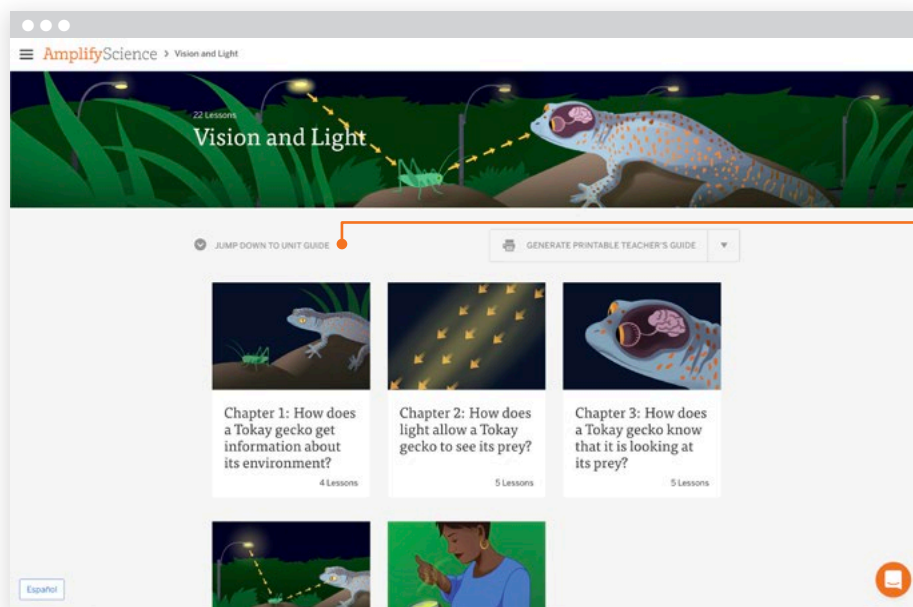 AmplifyScience > Vision and Light
22 Lessons
Vision and Light
JUMP DOWN TO UNIT GUIDE
GENERATE PRINTABLE TEACHER'S GUIDE
Chapter 1: How does
a Tokay gecko get
information about
its environment?
4 Lessons
Chapter 2: How does
light allow a Tokay
gecko to see its prey?
5 Lessons
Chapter 3: How does
a Tokay gecko know
that it is looking at
its prey?
5 Lessons
Español